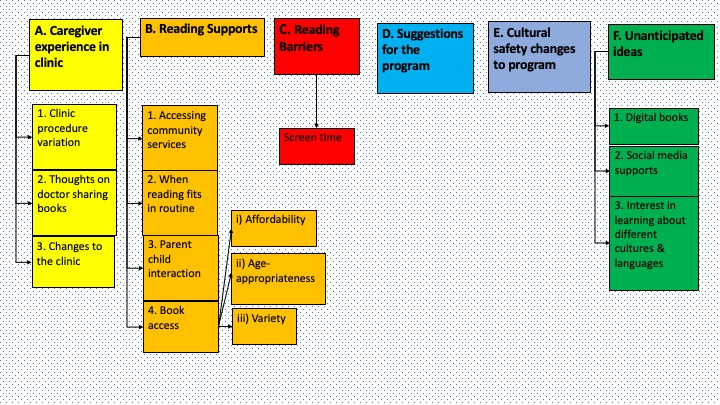 A. Caregiver
experience in
clinic
1. Clinic
procedure
variation
2. Thoughts on
doctor sharing
books
3. Changes to
the clinic
B. Reading Supports
1. Accessing
community
services
2. When
reading fits
in routine
3. Parent
child
interaction
4. Book
access
i) Affordability
ii) Age-
appropriateness
iii) Variety
C. Reading
Barriers
Screen time
D. Suggestions
for the
program
E. Cultural
safety changes
to program
F. Unanticipated
ideas
1. Digital books
2. Social media
supports
3. Interest in
learning about
different
cultures &
languages